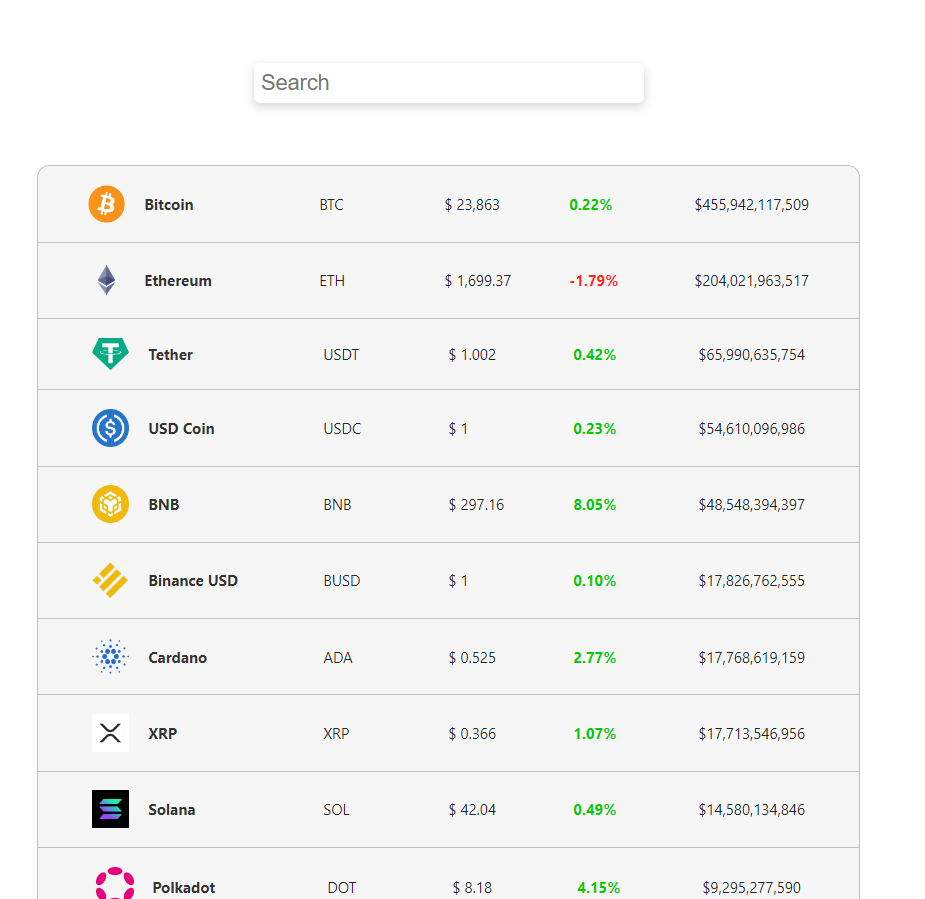 Search
Bitcoin BTC $ 23,863 0.22% $455,942,117,509
Ethereum ETH $ 1,699.37 -1.79% $204,021,963,517
Tether USDT $ 1.002 0.42% $65,990,635,754
USD Coin USDC $ 1 0.23% $54,610,096,986
BNB BNB $ 297.16 8.05% $48,548,394,397
Binance USD BUSD $ 1 0.10% $17,826,762,555
Cardano ADA $ 0.525 2.77% $17,768,619,159
XRP XRP $ 0.366 1.07% $17,713,546,956
Solana SOL $ 42.04 0.49% $14,580,134,846
Polkadot DOT $ 8.18 4.15% $9,295,277,590